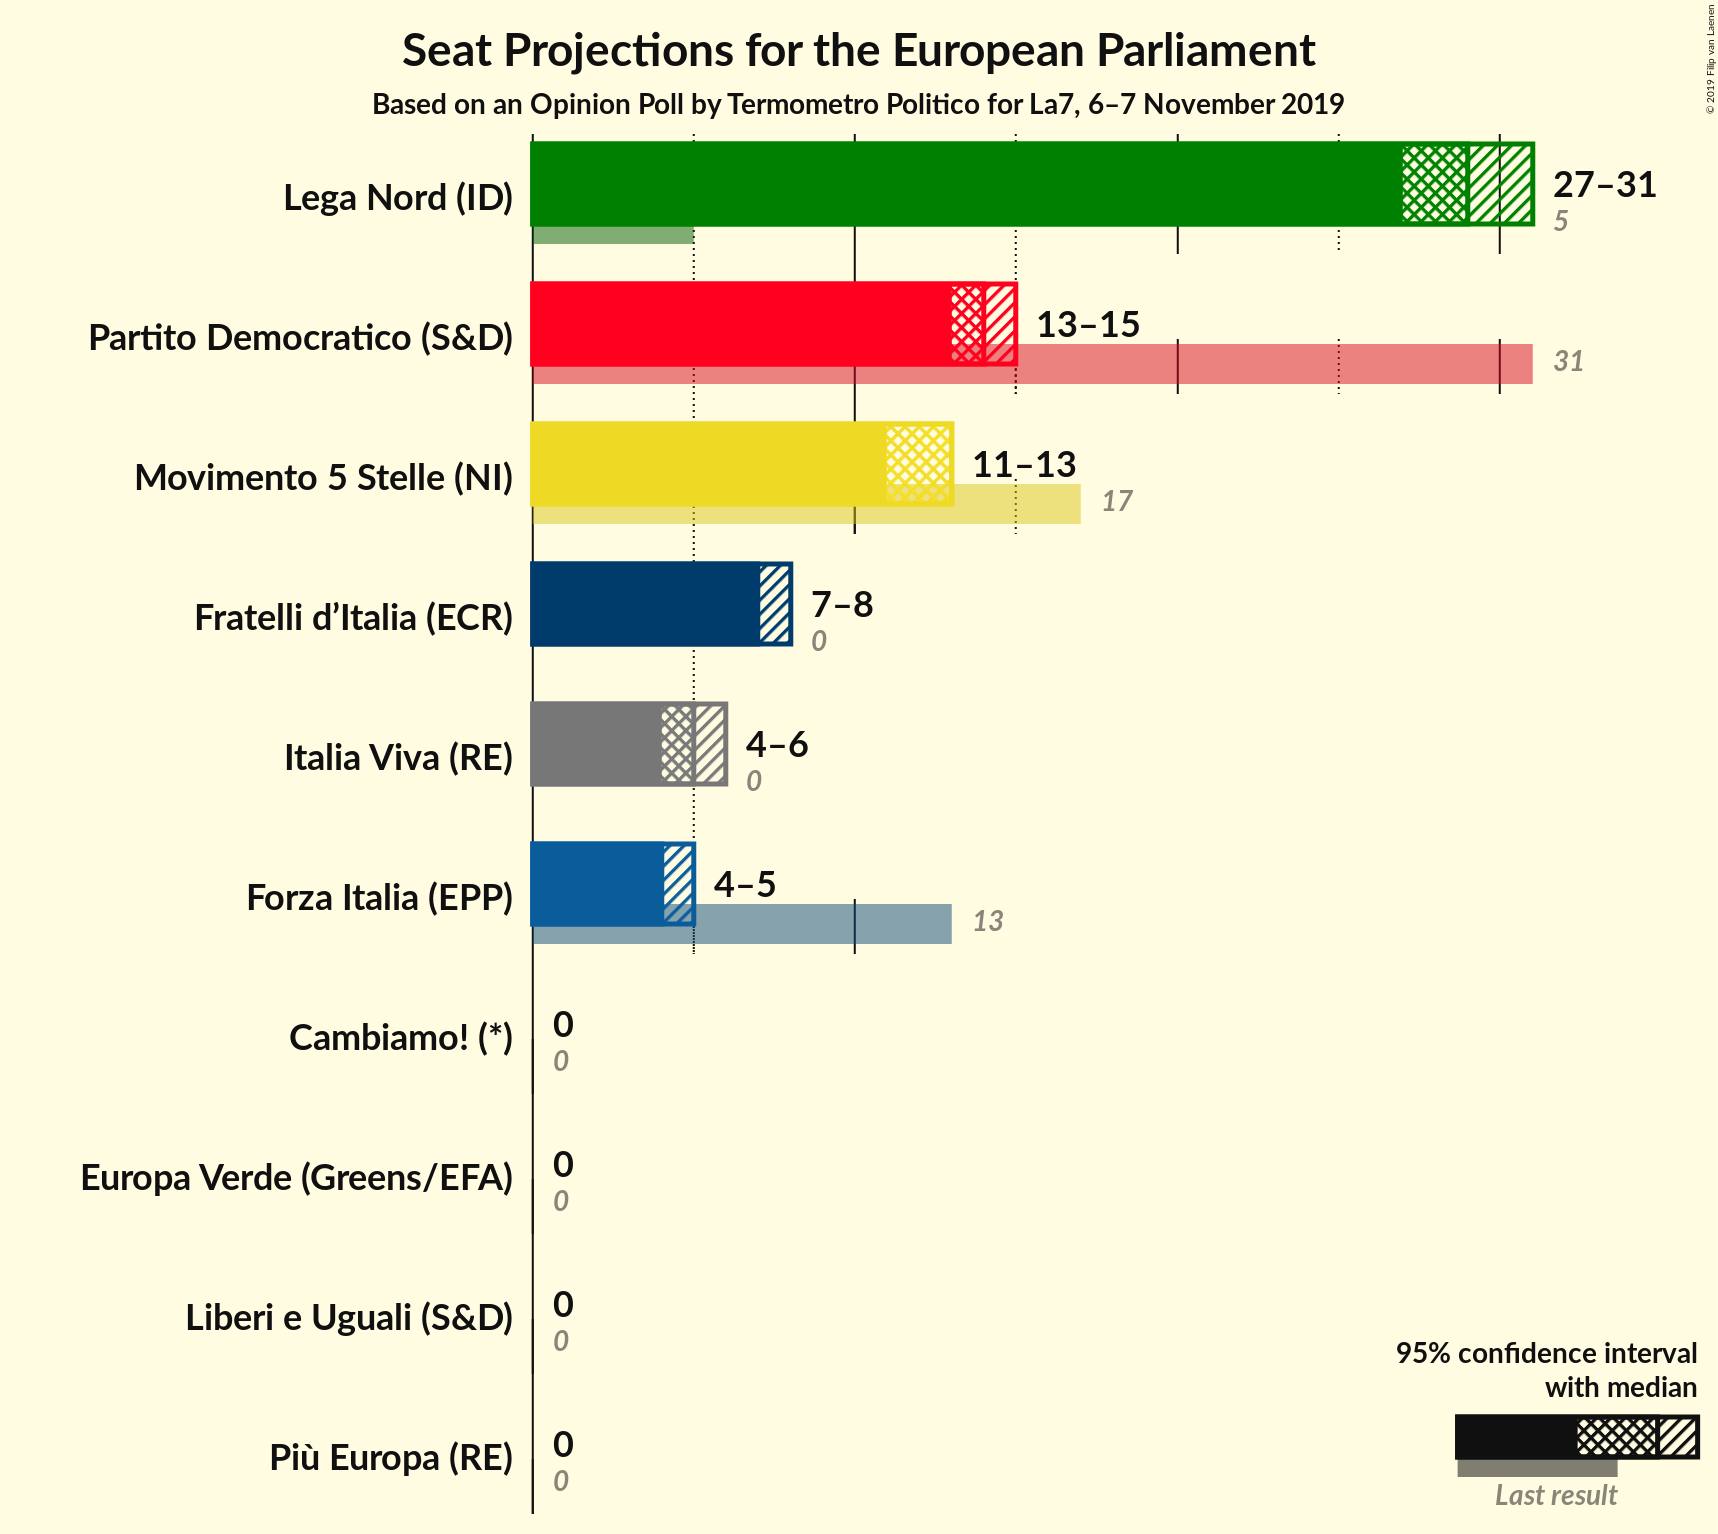 Seat Projections for the European Parliament
Based on an Opinion Poll by Termometro Politico for La7, 6–7 November 2019
© 2019 Filip van Laenen
Lega Nord (ID)
27–31
5
Partito Democratico (S&D)
13–15
31
Movimento 5 Stelle (NI)
11–13
17
Fratelli d’Italia (ECR)
7–8
0
Italia Viva (RE)
4–6
0
Forza Italia (EPP)
4–5
13
Cambiamo! (*)
0
0
Europa Verde (Greens/EFA)
0
0
Liberi e Uguali (S&D)
0
0
Più Europa (RE)
0
0
95% confidence interval
with median
Last result